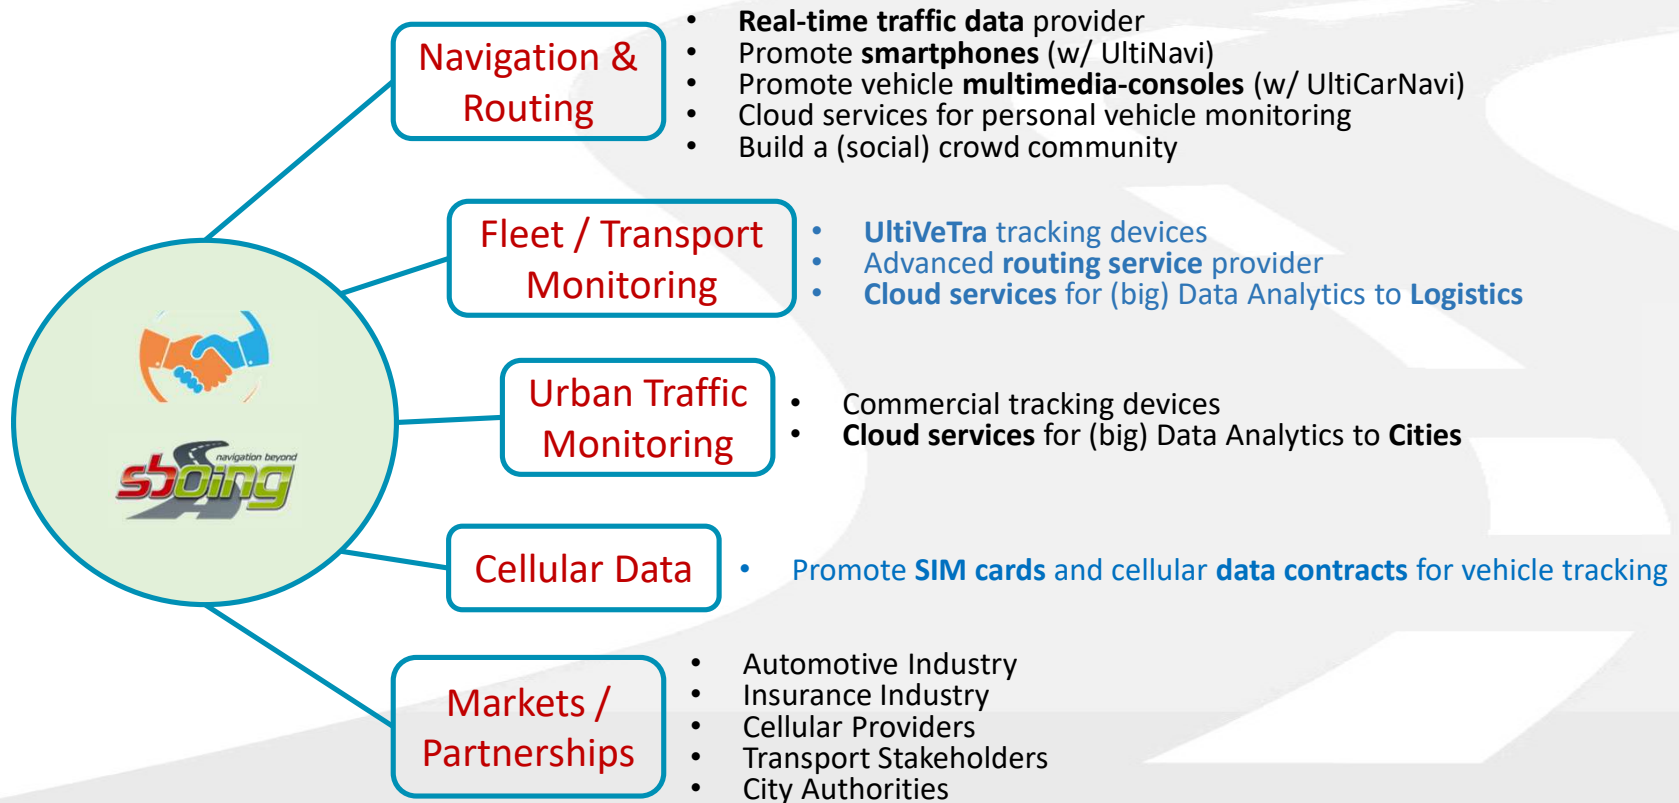 Navigation &
Routing
• Real-time traffic data provider
• Promote smartphones (w/ UltiNavi)
• Promote vehicle multimedia-consoles (w/ UltiCarNavi)
• Cloud services for personal vehicle monitoring
• Build a (social) crowd community
Fleet / Transport
Monitoring
• UltiVeTra tracking devices
• Advanced routing service provider
• Cloud services for (big) Data Analytics to Logistics
navigation beyond
sboing
Urban Traffic
Monitoring
• Commercial tracking devices
• Cloud services for (big) Data Analytics to Cities
Cellular Data
• Promote SIM cards and cellular data contracts for vehicle tracking
Markets /
Partnerships
• Automotive Industry
• Insurance Industry
• Cellular Providers
• Transport Stakeholders
• City Authorities